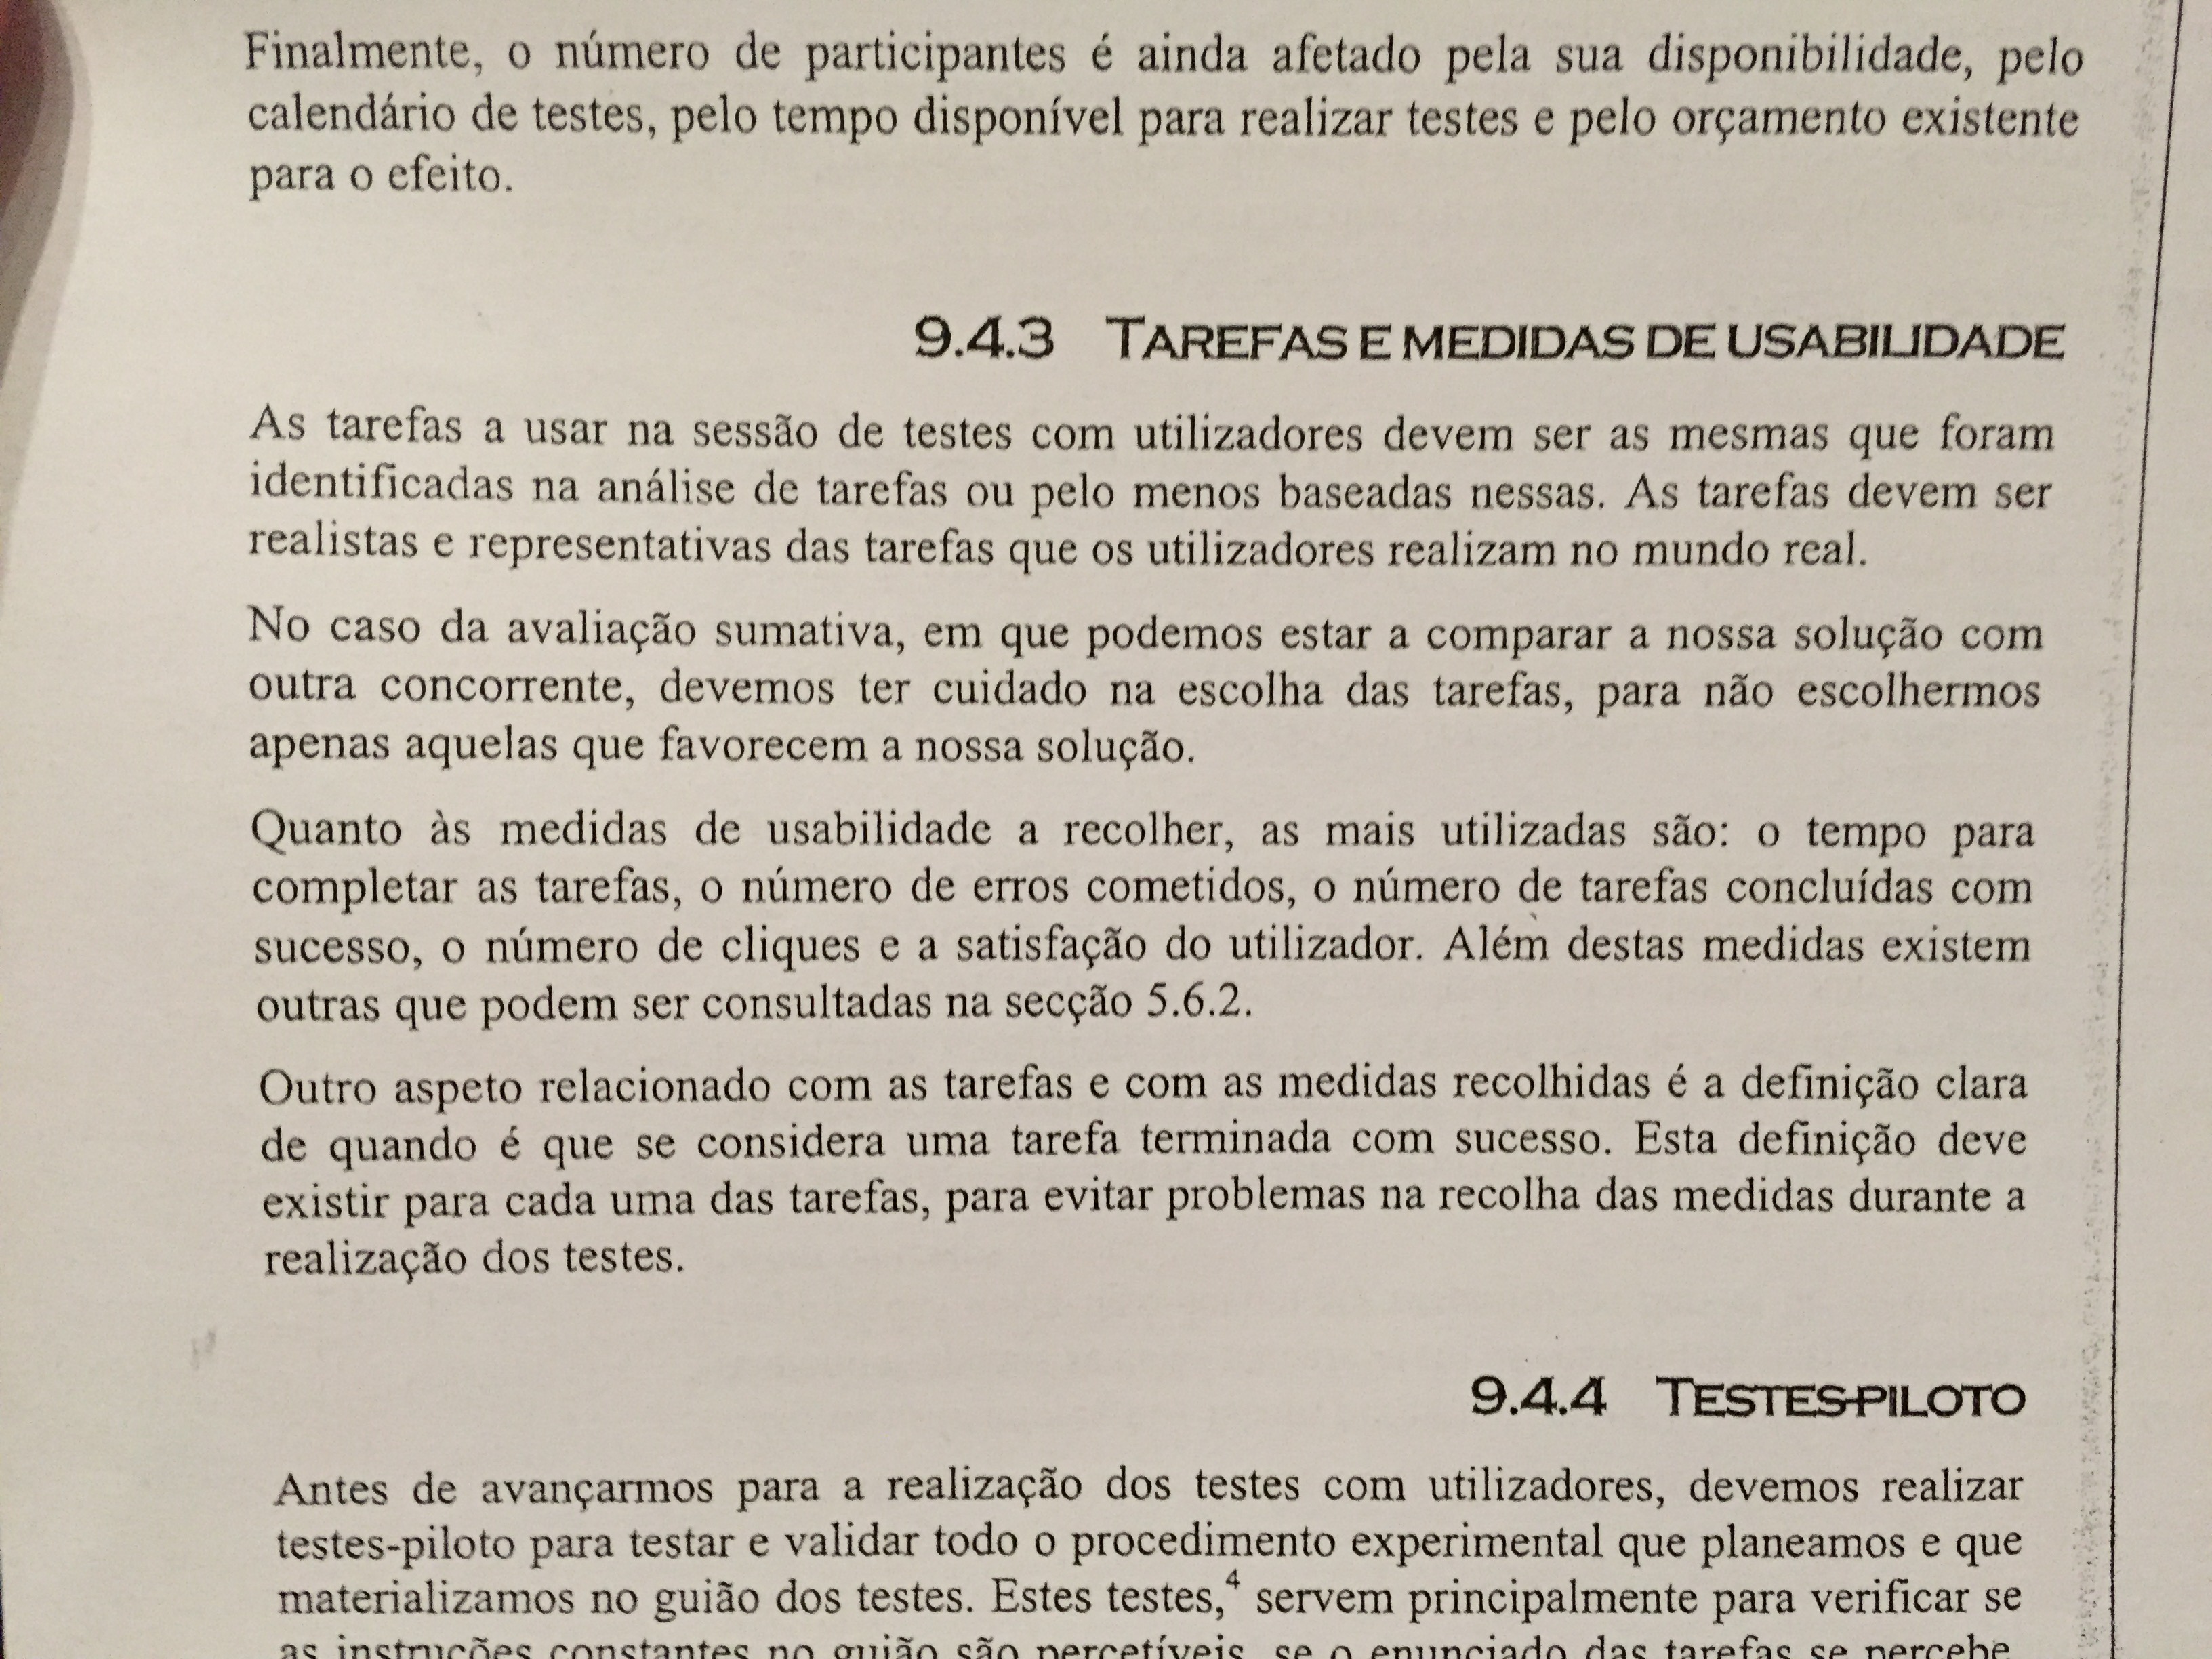 Finalmente, o número de participantes é ainda afetado pela sua disponibilidade, pelo
calendário de testes, pelo tempo disponível para realizar testes e pelo orçamento existente
para o efeito.
9.4.3 TAREFAS E MEDIDAS DE USABILIDADE
As tarefas a usar na sessão de testes com utilizadores devem ser as mesmas que foram
identificadas na análise de tarefas ou pelo menos baseadas nessas. As tarefas devem ser
realistas e representativas das tarefas que os utilizadores realizam no mundo real.
No caso da avaliação sumativa, em que podemos estar a comparar a nossa solução com
outra concorrente, devemos ter cuidado na escolha das tarefas, para não escolhermos
apenas aquelas que favorecem a nossa solução.
Quanto às medidas de usabilidade a recolher, as mais utilizadas são: o tempo para
completar as tarefas, o número de erros cometidos, o número de tarefas concluídas com
sucesso, o número de cliques e a satisfação do utilizador. Além destas medidas existem
outras que podem ser consultadas na secção 5.6.2.
Outro aspeto relacionado com as tarefas e com as medidas recolhidas é a definição clara
de quando é que se considera uma tarefa terminada com sucesso. Esta definição deve
existir para cada uma das tarefas, para evitar problemas na recolha das medidas durante a
realização dos testes.
9.4.4 TESTES-PILOTO
Antes de avançarmos para a realização dos testes com utilizadores, devemos realizar
testes-piloto para testar e validar todo o procedimento experimental que planeamos e que
materializamos no guião dos testes. Estes testes,⁴ servem principalmente para verificar se
as instruções constantes no guião são percetíveis, se o enunciado das tarefas se percebe,